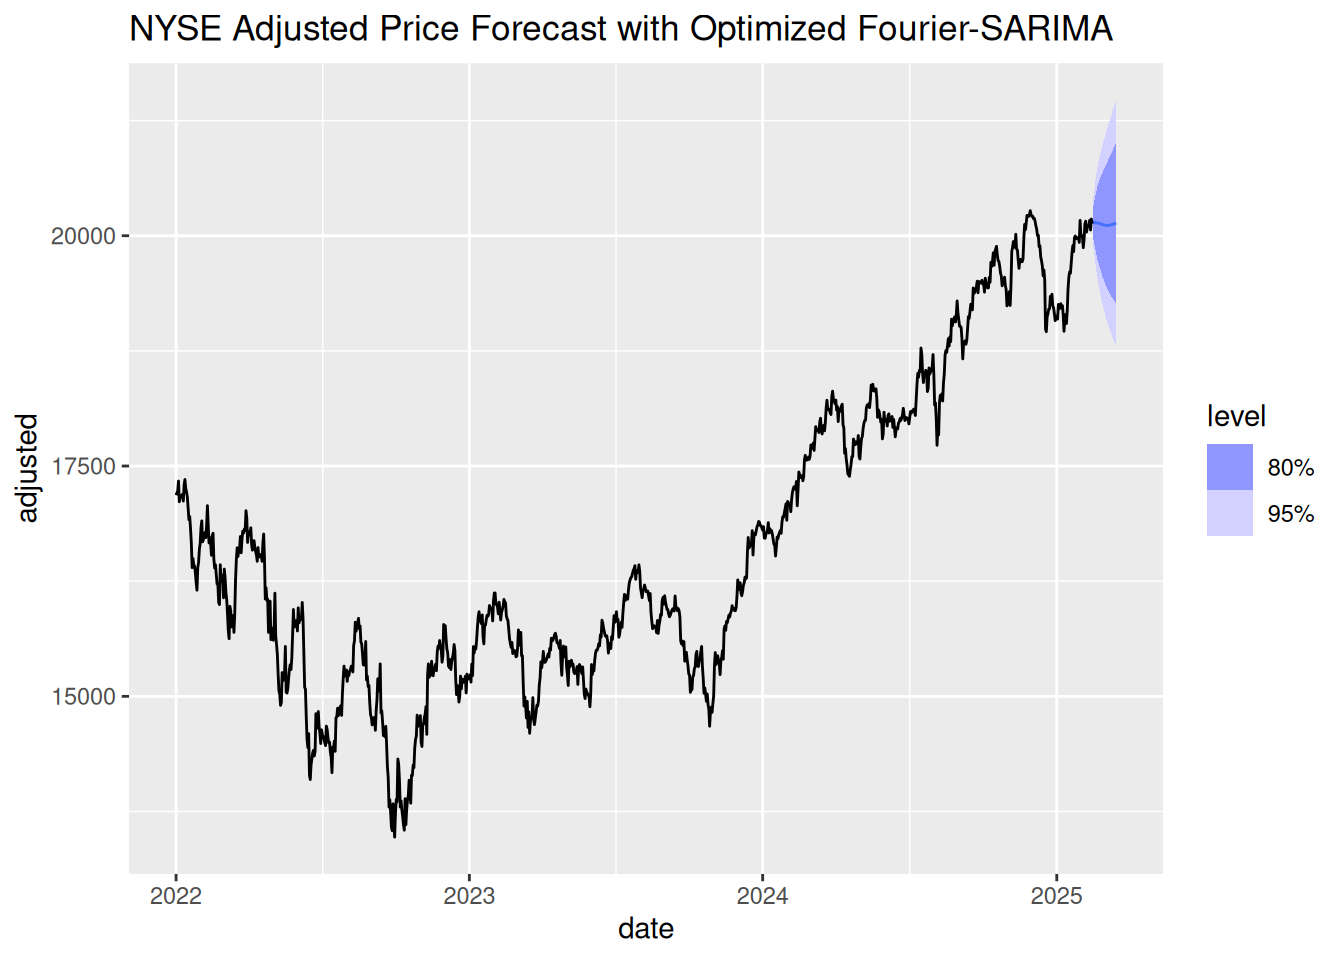 NYSE Adjusted Price Forecast with Optimized Fourier-SARIMA
adjusted
20000
17500
15000
2022
2023
2024
2025
date
level
80%
95%